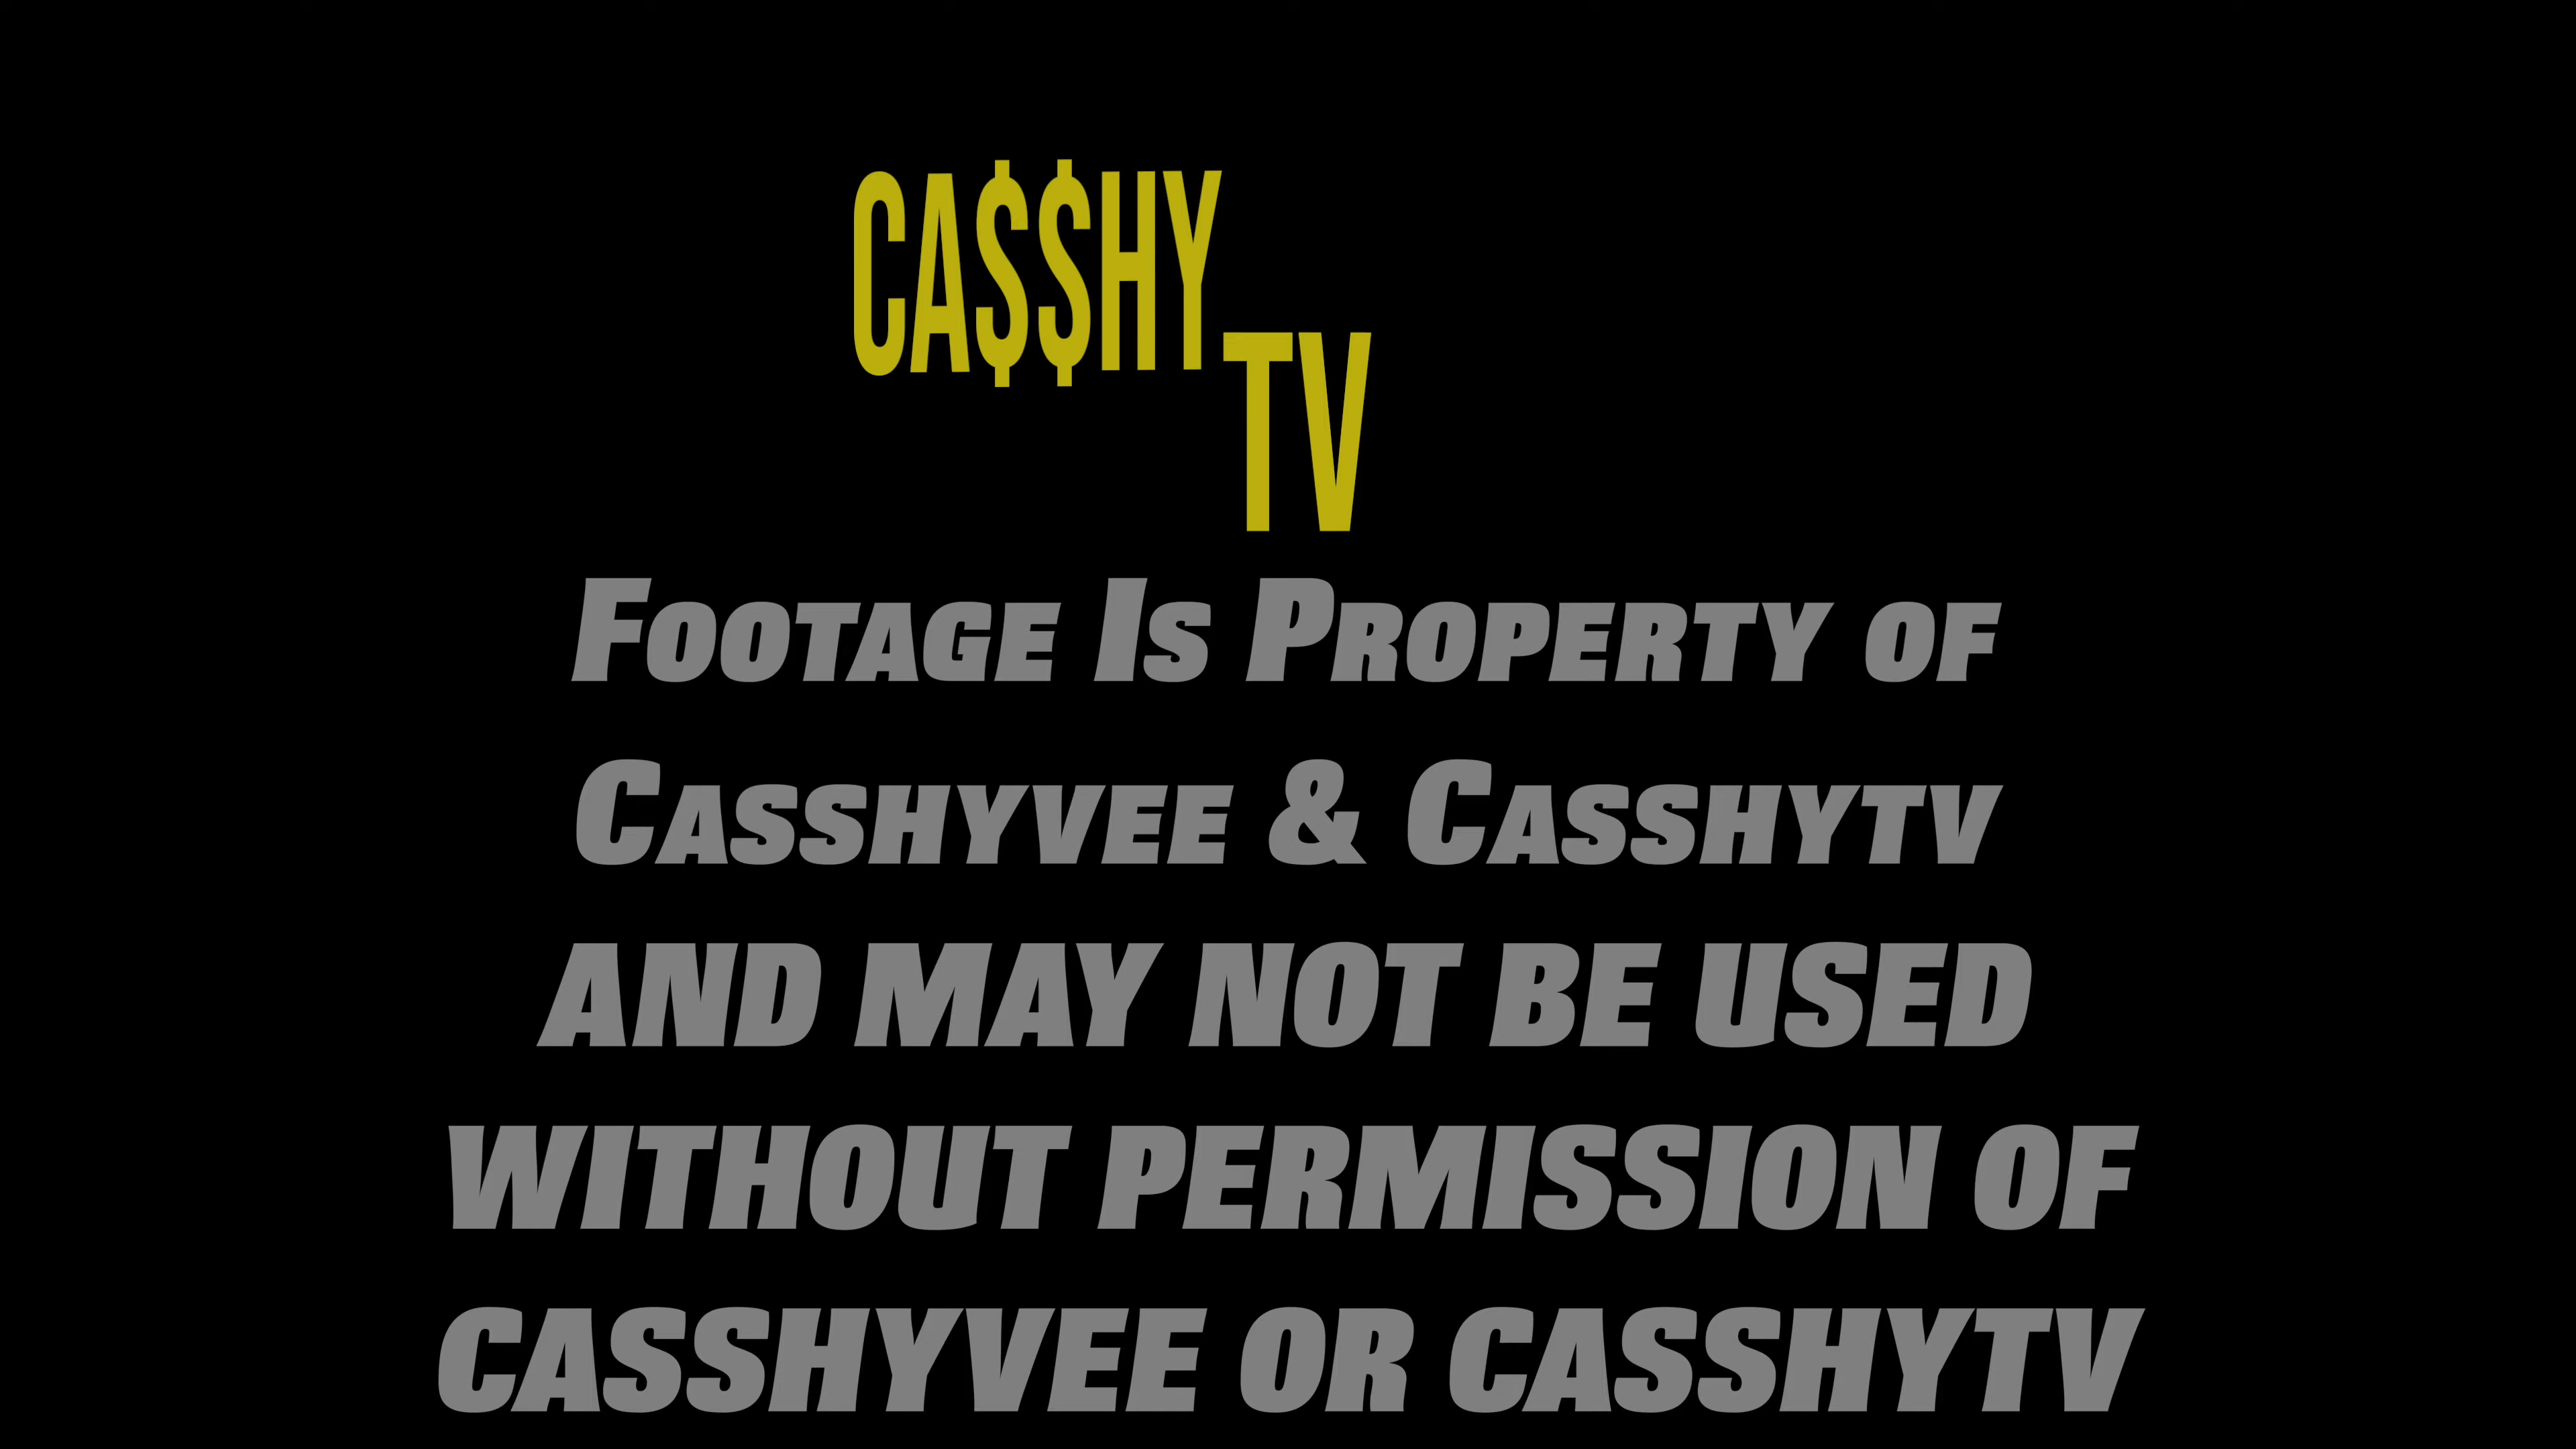 CA$$HY
TV
Footage Is Property of
Casshyvee & Casshytv
AND MAY NOT BE USED
WITHOUT PERMISSION OF
CASSHYVEE OR CASSHYTV